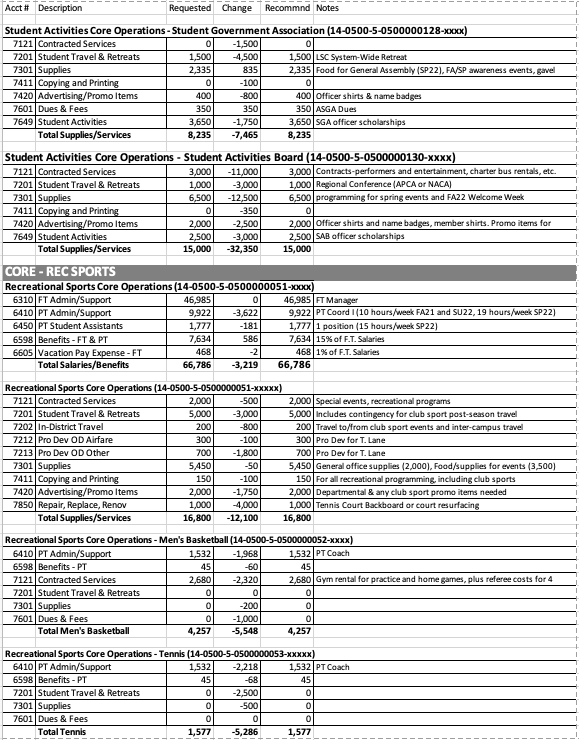 Acct # Description Requested Change Recommnd Notes
Student Activities Core Operations - Student Government Association (14-0500-5-0500000128-xxxx)
7121 Contracted Services 0 -1,500 0
7201 Student Travel & Retreats 1,500 -4,500 1,500 LSC System-Wide Retreat
7301 Supplies 2,335 835 2,335 Food for General Assembly (SP22), FA/SP awareness events, gavel
7411 Copying and Printing 0 -100 0
7420 Advertising/Promo Items 400 -800 400 Officer shirts & name badges
7601 Dues & Fees 350 350 350 ASGA Dues
7649 Student Activities 3,650 -1,750 3,650 SGA officer scholarships
Total Supplies/Services 8,235 -7,465 8,235
Student Activities Core Operations - Student Activities Board (14-0500-5-0500000130-xxxx)
7121 Contracted Services 3,000 -11,000 3,000 Contracts-performers and entertainment, charter bus rentals, etc.
7201 Student Travel & Retreats 1,000 -3,000 1,000 Regional Conference (APCA or NACA)
7301 Supplies 6,500 -12,500 6,500 programming for spring events and FA22 Welcome Week
7411 Copying and Printing 0 -350 0
7420 Advertising/Promo Items 2,000 -2,500 2,000 Officer shirts and name badges, member shirts. Promo items for
7649 Student Activities 2,500 -3,000 2,500 SAB officer scholarships
Total Supplies/Services 15,000 -32,350 15,000
CORE - REC SPORTS
Recreational Sports Core Operations (14-0500-5-0500000051-xxxx)
6310 FT Admin/Support 46,985 0 46,985 FT Manager
6410 PT Admin/Support 9,922 -3,622 9,922 PT Coord I (10 hours/week FA21 and SU22, 19 hours/week SP22)
6450 PT Student Assistants 1,777 -181 1,777 1 position (15 hours/week SP22)
6598 Benefits - FT & PT 7,634 586 7,634 15% of F.T. Salaries
6605 Vacation Pay Expense - FT 468 -2 468 1% of F.T. Salaries
Total Salaries/Benefits 66,786 -3,219 66,786
Recreational Sports Core Operations (14-0500-5-0500000051-xxxxx)
7121 Contracted Services 2,000 -500 2,000 Special events, recreational programs
7201 Student Travel & Retreats 5,000 -3,000 5,000 Includes contingency for club sport post-season travel
7202 In-District Travel 200 -800 200 Travel to/from club sport events and inter-campus travel
7212 Pro Dev OD Airfare 300 -100 300 Pro Dev for T. Lane
7213 Pro Dev OD Other 700 -1,800 700 Pro Dev for T. Lane
7301 Supplies 5,450 -50 5,450 General office supplies (2,000), Food/supplies for events (3,500)
7411 Copying and Printing 150 -100 150 For all recreational programming, including club sports
7420 Advertising/Promo Items 2,000 -1,750 2,000 Departmental & any club sport promo items needed
7850 Repair, Replace, Renov 1,000 -4,000 1,000 Tennis Court Backboard or court resurfacing
Total Supplies/Services 16,800 -12,100 16,800
Recreational Sports Core Operations - Men's Basketball (14-0500-5-0500000052-xxxx)
6410 PT Admin/Support 1,532 -1,968 1,532 PT Coach
6598 Benefits - PT 45 -60 45
7121 Contracted Services 2,680 -2,320 2,680 Gym rental for practice and home games, plus referee costs for 4
7201 Student Travel & Retreats 0 0 0
7301 Supplies 0 -200 0
7601 Dues & Fees 0 -1,000 0
Total Men's Basketball 4,257 -5,548 4,257
Recreational Sports Core Operations - Tennis (14-0500-5-0500000053-xxxxx)
6410 PT Admin/Support 1,532 -2,218 1,532 PT Coach
6598 Benefits - PT 45 -68 45
7201 Student Travel & Retreats 0 -2,500 0
7301 Supplies 0 -500 0
7601 Dues & Fees 0 0 0
Total Tennis 1,577 -5,286 1,577